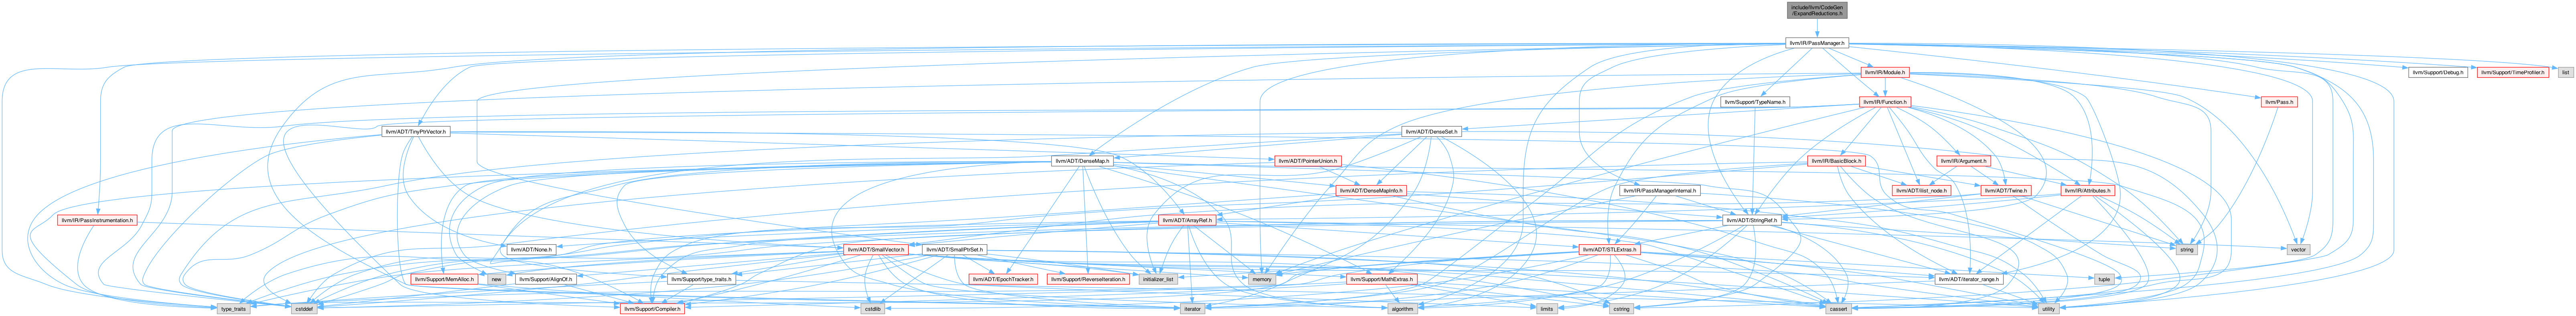 include/llvm/CodeGen
/ExpandReductions.h
llvm/IR/PassManager.h
llvm/IR/Module.h
llvm/Support/Debug.h
llvm/Support/TimeProfiler.h
list
llvm/Support/TypeName.h
llvm/IR/Function.h
llvm/Pass.h
llvm/ADT/TinyPtrVector.h
llvm/ADT/DenseSet.h
llvm/ADT/DenseMap.h
llvm/ADT/PointerUnion.h
llvm/IR/BasicBlock.h
llvm/IR/Argument.h
llvm/ADT/DenseMapInfo.h
llvm/IR/PassManagerInternal.h
llvm/ADT/ilist_node.h
llvm/ADT/Twine.h
llvm/IR/Attributes.h
llvm/IR/PassInstrumentation.h
llvm/ADT/ArrayRef.h
llvm/ADT/StringRef.h
llvm/ADT/None.h
llvm/ADT/SmallVector.h
llvm/ADT/SmallPtrSet.h
llvm/ADT/STLExtras.h
string
vector
llvm/Support/MemAlloc.h
new
llvm/Support/AlignOf.h
llvm/Support/type_traits.h
llvm/ADT/EpochTracker.h
llvm/Support/ReverseIteration.h
initializer_list
memory
llvm/Support/MathExtras.h
llvm/ADT/iterator_range.h
tuple
type_traits
cstddef
llvm/Support/Compiler.h
cstdlib
iterator
algorithm
limits
cstring
cassert
utility